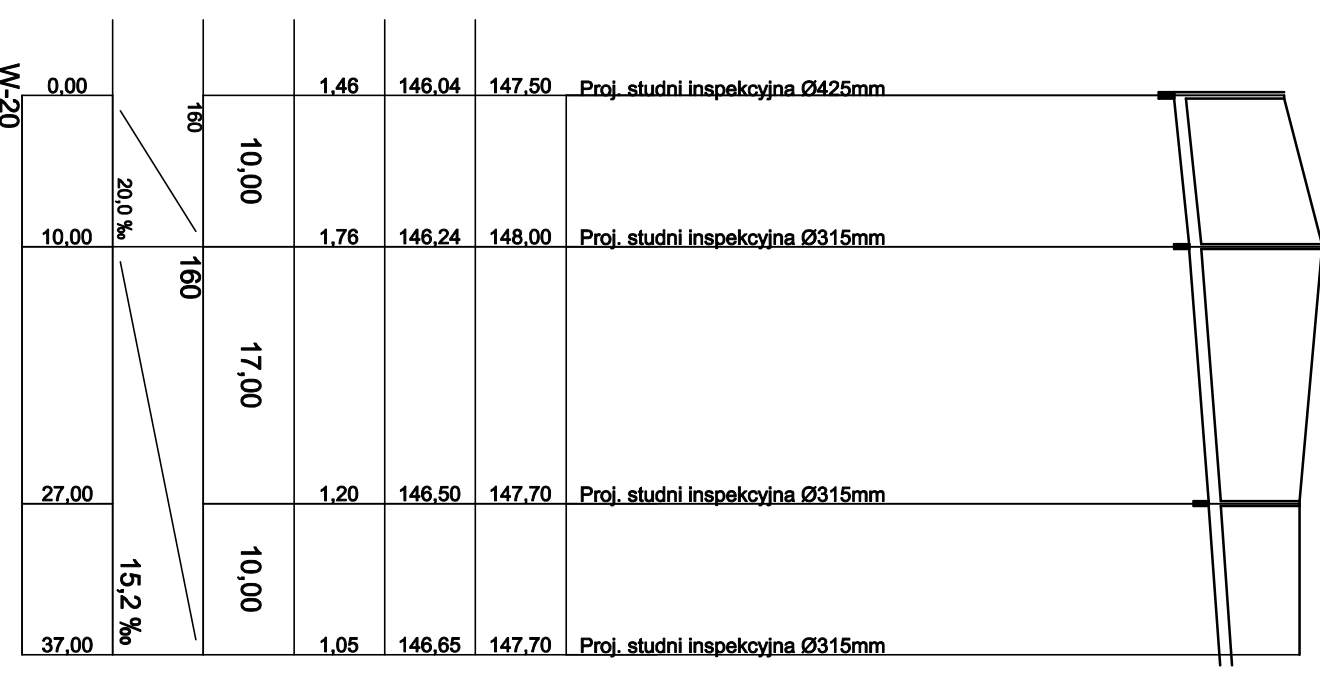 W-20
0,00 1,46 146,04 147,50 Proj. studni inspekcyjna Ø425mm
160
10,00
20,0 ‰
10,00 1,76 146,24 148,00 Proj. studni inspekcyjna Ø315mm
160
17,00
27,00 1,20 146,50 147,70 Proj. studni inspekcyjna Ø315mm
10,00
15,2 ‰
37,00 1,05 146,65 147,70 Proj. studni inspekcyjna Ø315mm